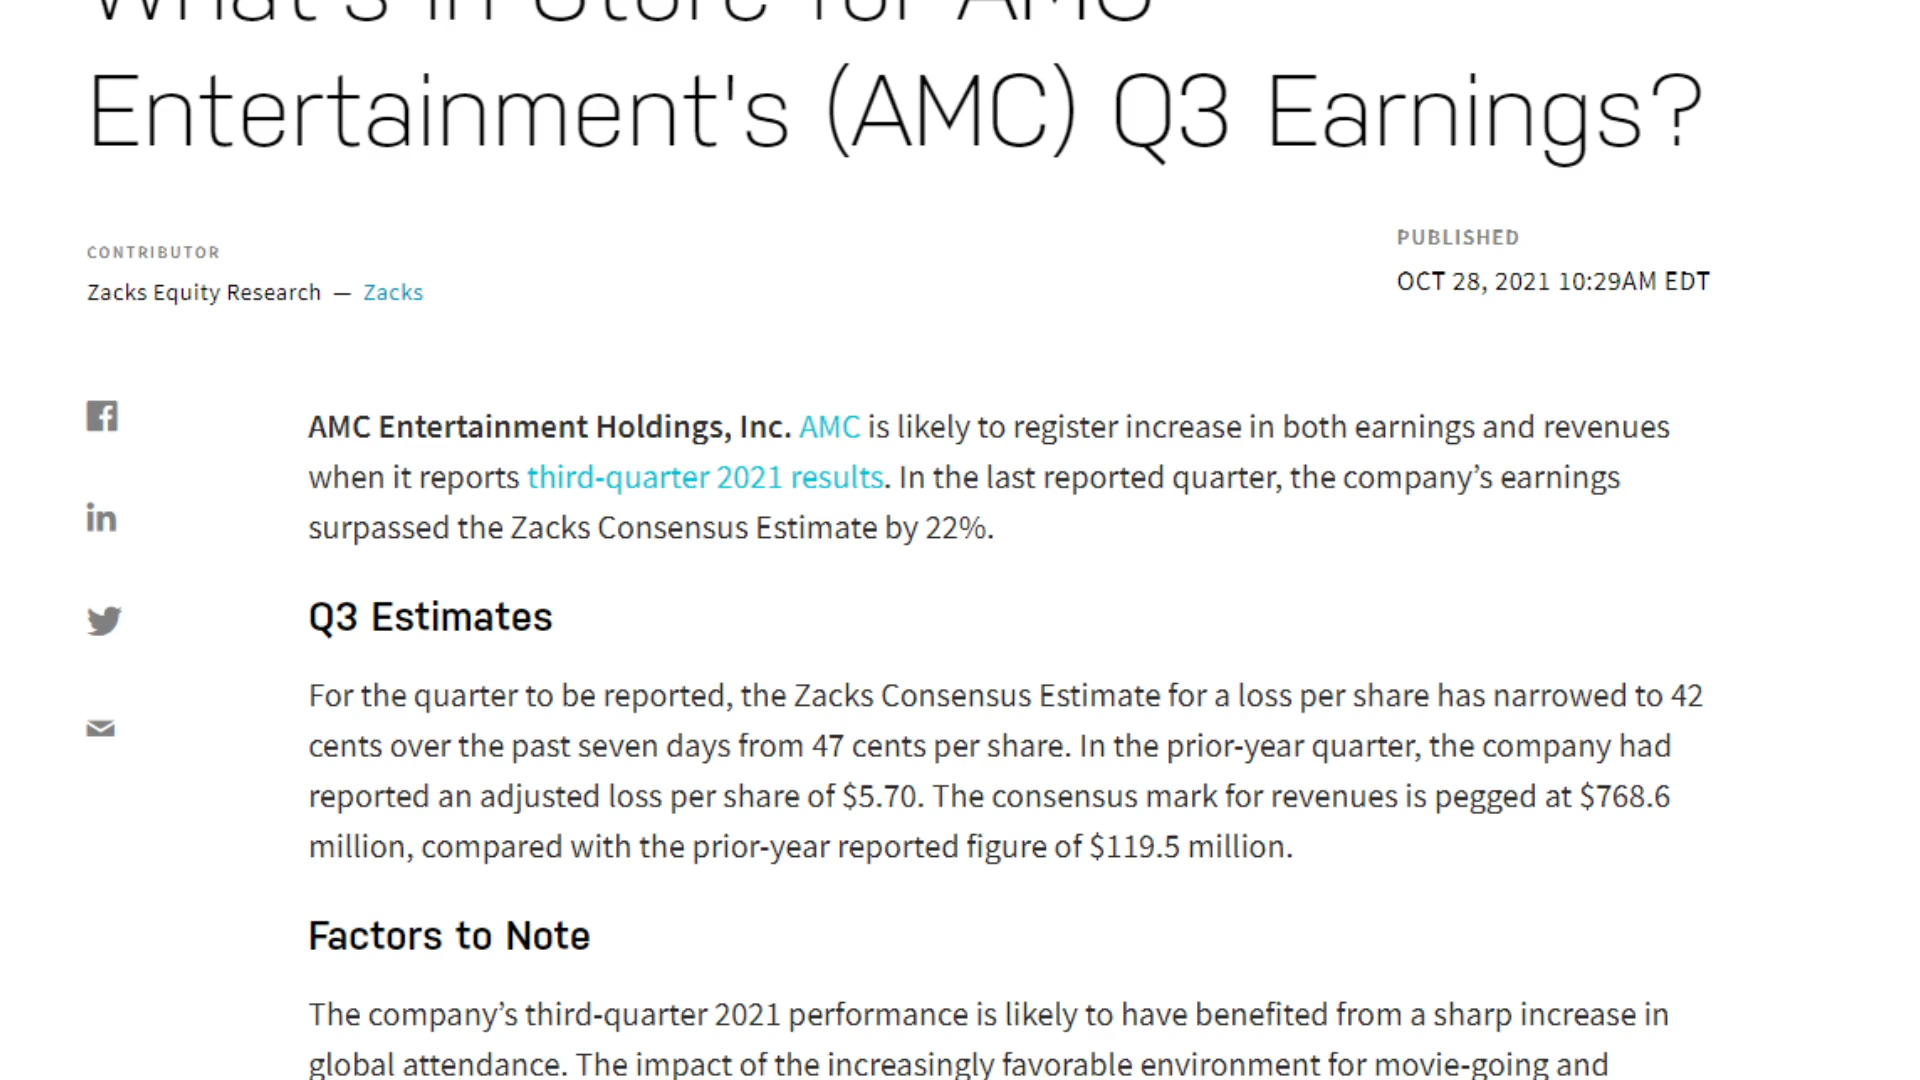 What's in Store for AMC
Entertainment's (AMC) Q3 Earnings?
CONTRIBUTOR
Zacks Equity Research — Zacks
PUBLISHED
OCT 28, 2021 10:29AM EDT
AMC Entertainment Holdings, Inc. AMC is likely to register increase in both earnings and revenues
when it reports third-quarter 2021 results. In the last reported quarter, the company’s earnings
surpassed the Zacks Consensus Estimate by 22%.
Q3 Estimates
For the quarter to be reported, the Zacks Consensus Estimate for a loss per share has narrowed to 42
cents over the past seven days from 47 cents per share. In the prior-year quarter, the company had
reported an adjusted loss per share of $5.70. The consensus mark for revenues is pegged at $768.6
million, compared with the prior-year reported figure of $119.5 million.
Factors to Note
The company’s third-quarter 2021 performance is likely to have benefited from a sharp increase in
global attendance. The impact of the increasingly favorable environment for movie-going and